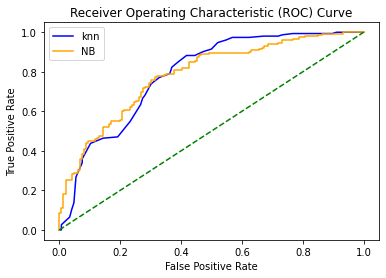 Receiver Operating Characteristic (ROC) Curve
knn
NB
True Positive Rate
1.0
0.8
0.6
0.4
0.2
0.0
0.0 0.2 0.4 0.6 0.8 1.0
False Positive Rate